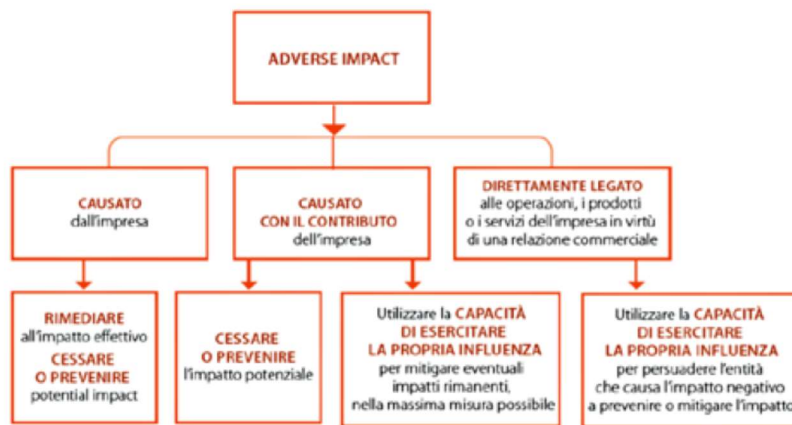 ADVERSE IMPACT
CAUSATO
dall'impresa
CAUSATO
CON IL CONTRIBUTO
dell'impresa
DIRETTAMENTE LEGATO
alle operazioni, i prodotti
o i servizi dell'impresa in virtù
di una relazione commerciale
RIMEDIARE
all'impatto effettivo
CESSARE
O PREVENIRE
potential impact
CESSARE
O PREVENIRE
l'impatto potenziale
Utilizzare la CAPACITÀ
DI ESERCITARE
LA PROPRIA INFLUENZA
per mitigare eventuali
impatti rimanenti,
nella massima misura possibile
Utilizzare la CAPACITÀ
DI ESERCITARE
LA PROPRIA INFLUENZA
per persuadere l'entità
che causa l'impatto negativo
a prevenire o mitigare l'impatto